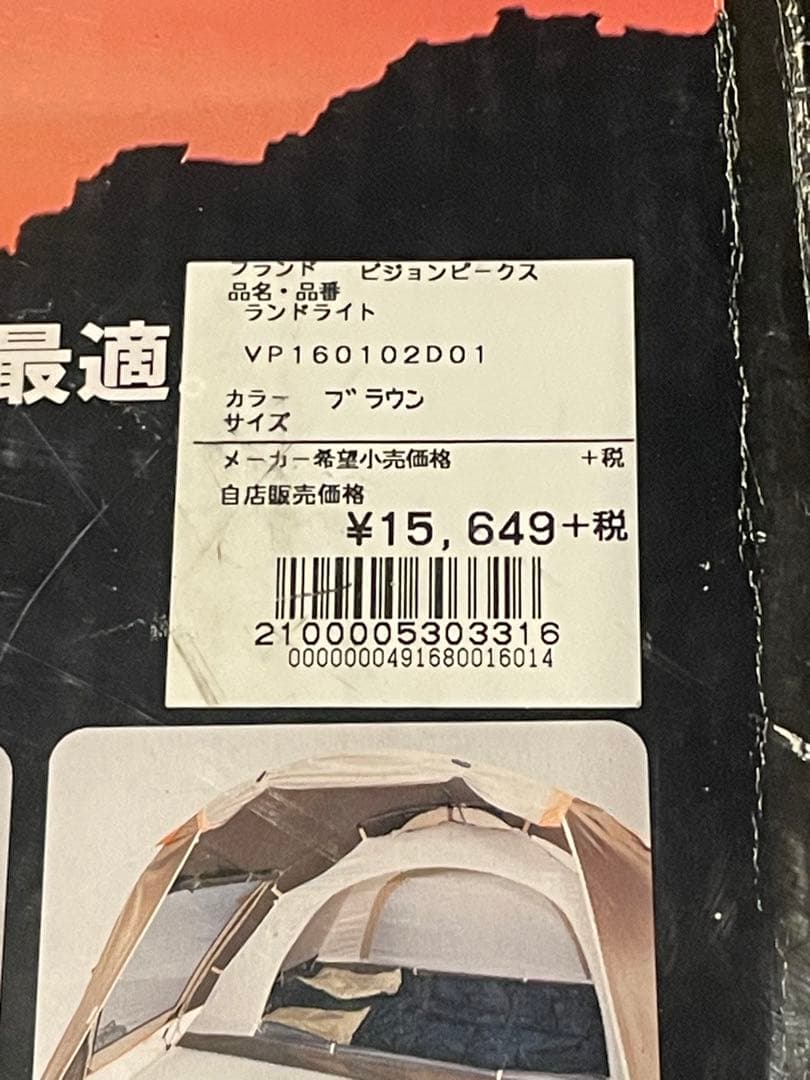 ブランド ビジョンピークス
品名・品番
ランドライト
VP160102D01
最適
カラー ブラウン
サイズ
メーカー希望小売価格 +税
自店販売価格
¥15,649+税
2100005303316
0000000491680016014